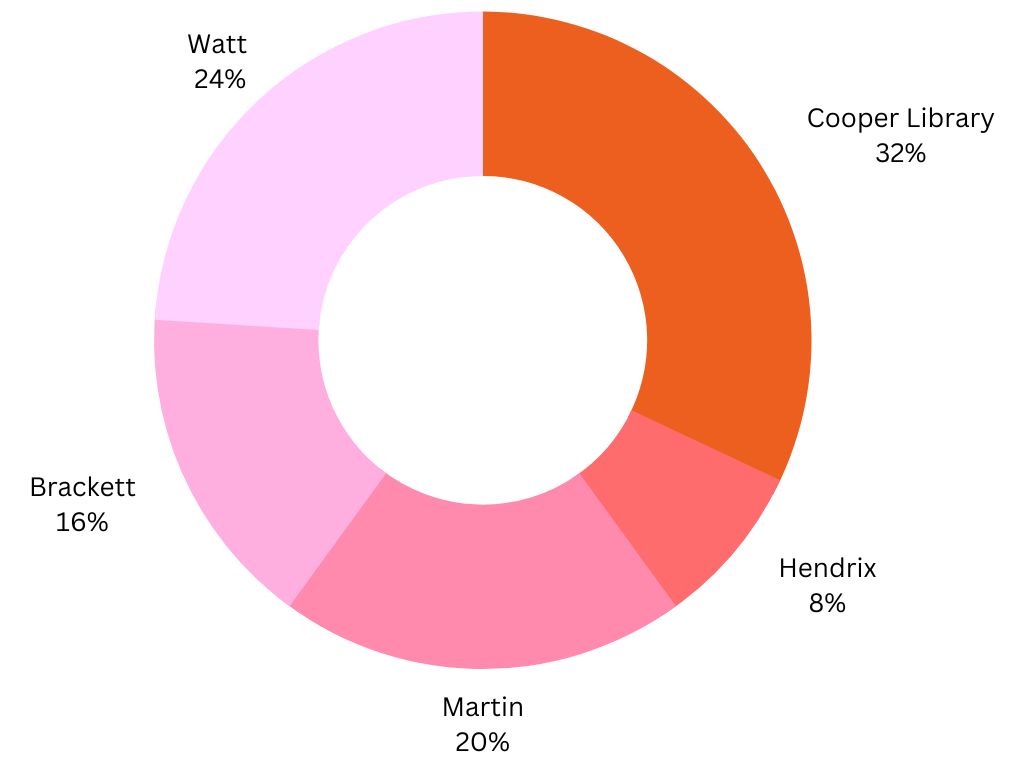 Watt
24%
Cooper Library
32%
Brackett
16%
Hendrix
8%
Martin
20%